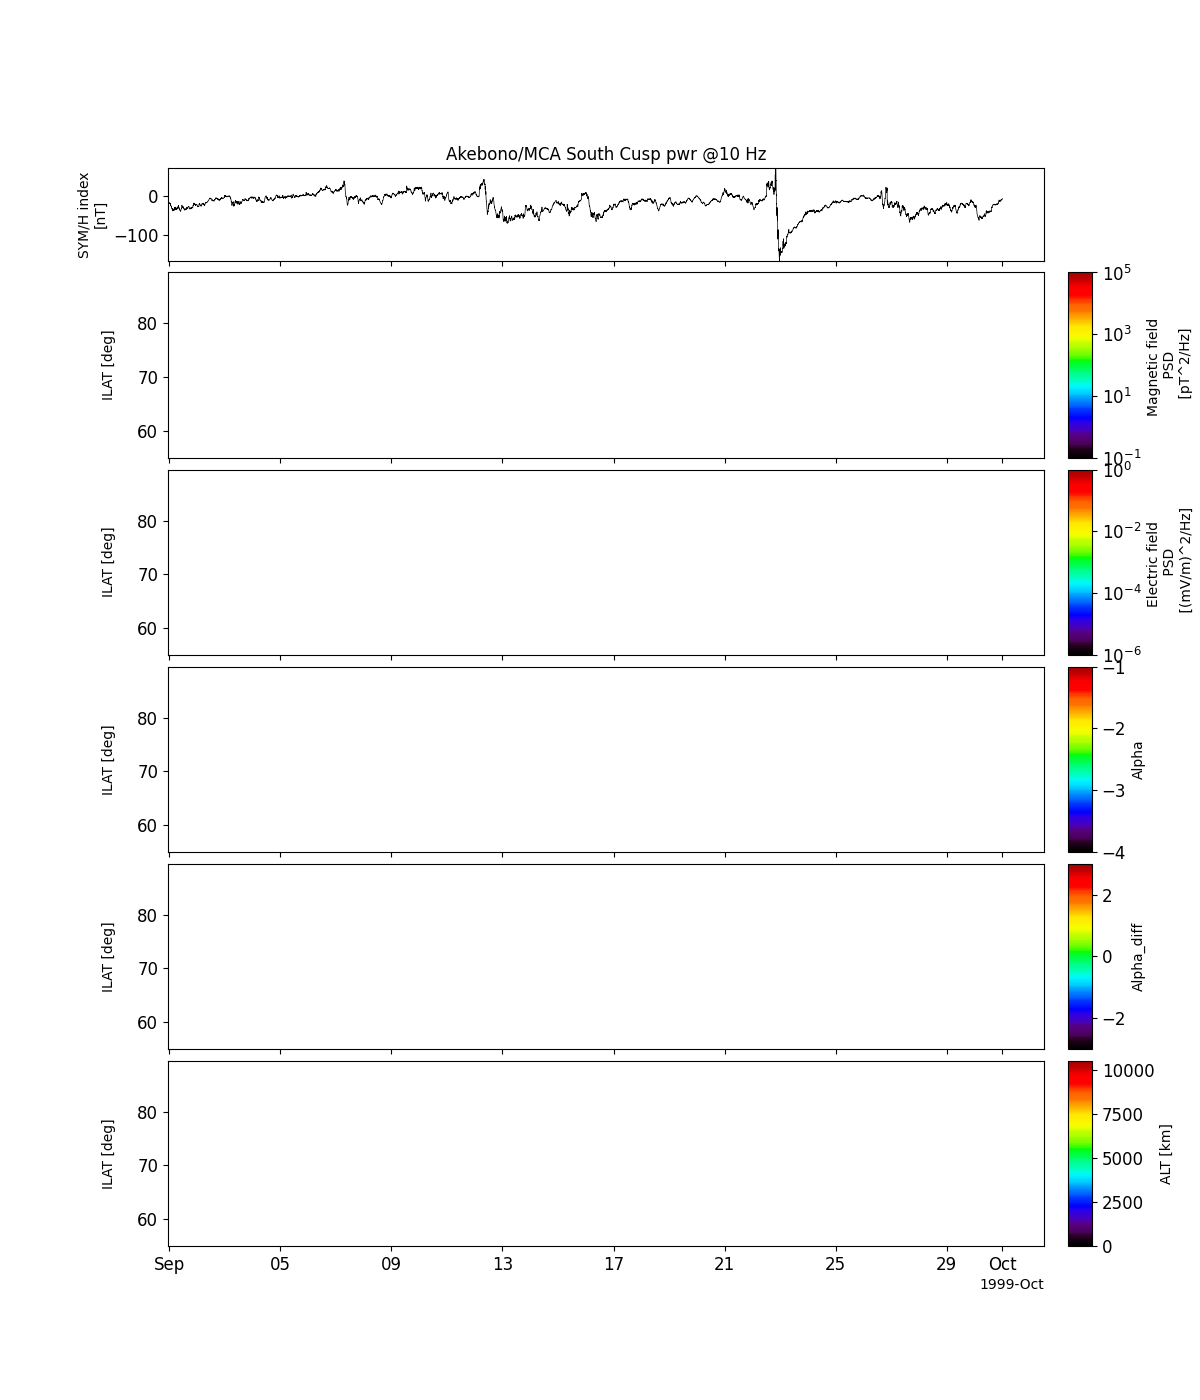 Akebono/MCA South Cusp pwr @10 Hz
SYM/H index
[nT]
0
−100
ILAT [deg]
80
70
60
10^5
10^3
10^1
10^−1
Magnetic field
PSD
[pT^2/Hz]
ILAT [deg]
80
70
60
10^0
10^−2
10^−4
10^−6
Electric field
PSD
[(mV/m)^2/Hz]
ILAT [deg]
80
70
60
−1
−2
−3
−4
Alpha
ILAT [deg]
80
70
60
2
0
−2
Alpha_diff
ILAT [deg]
80
70
60
10000
7500
5000
2500
0
ALT [km]
Sep 05 09 13 17 21 25 29 Oct
1999-Oct